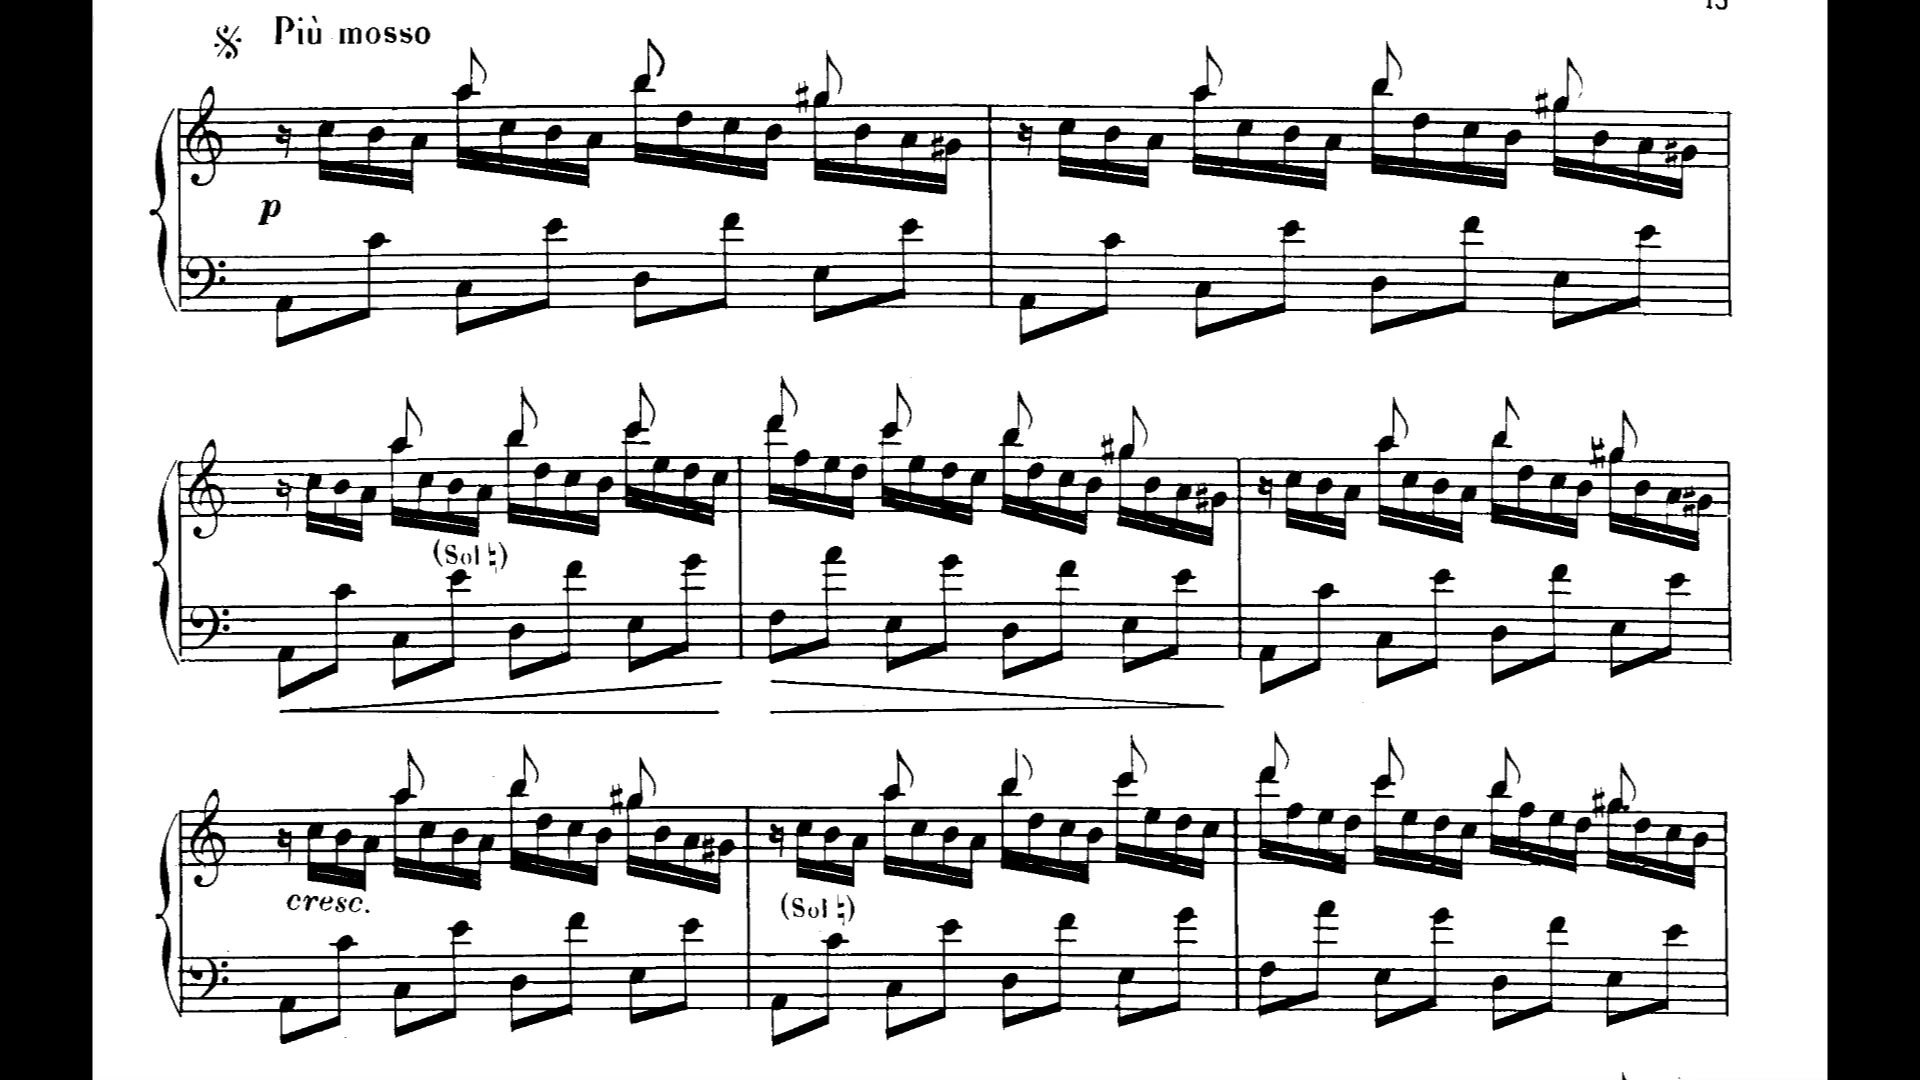 Più mosso
p
(Sol ♮)
cresc.
(Sol ♮)